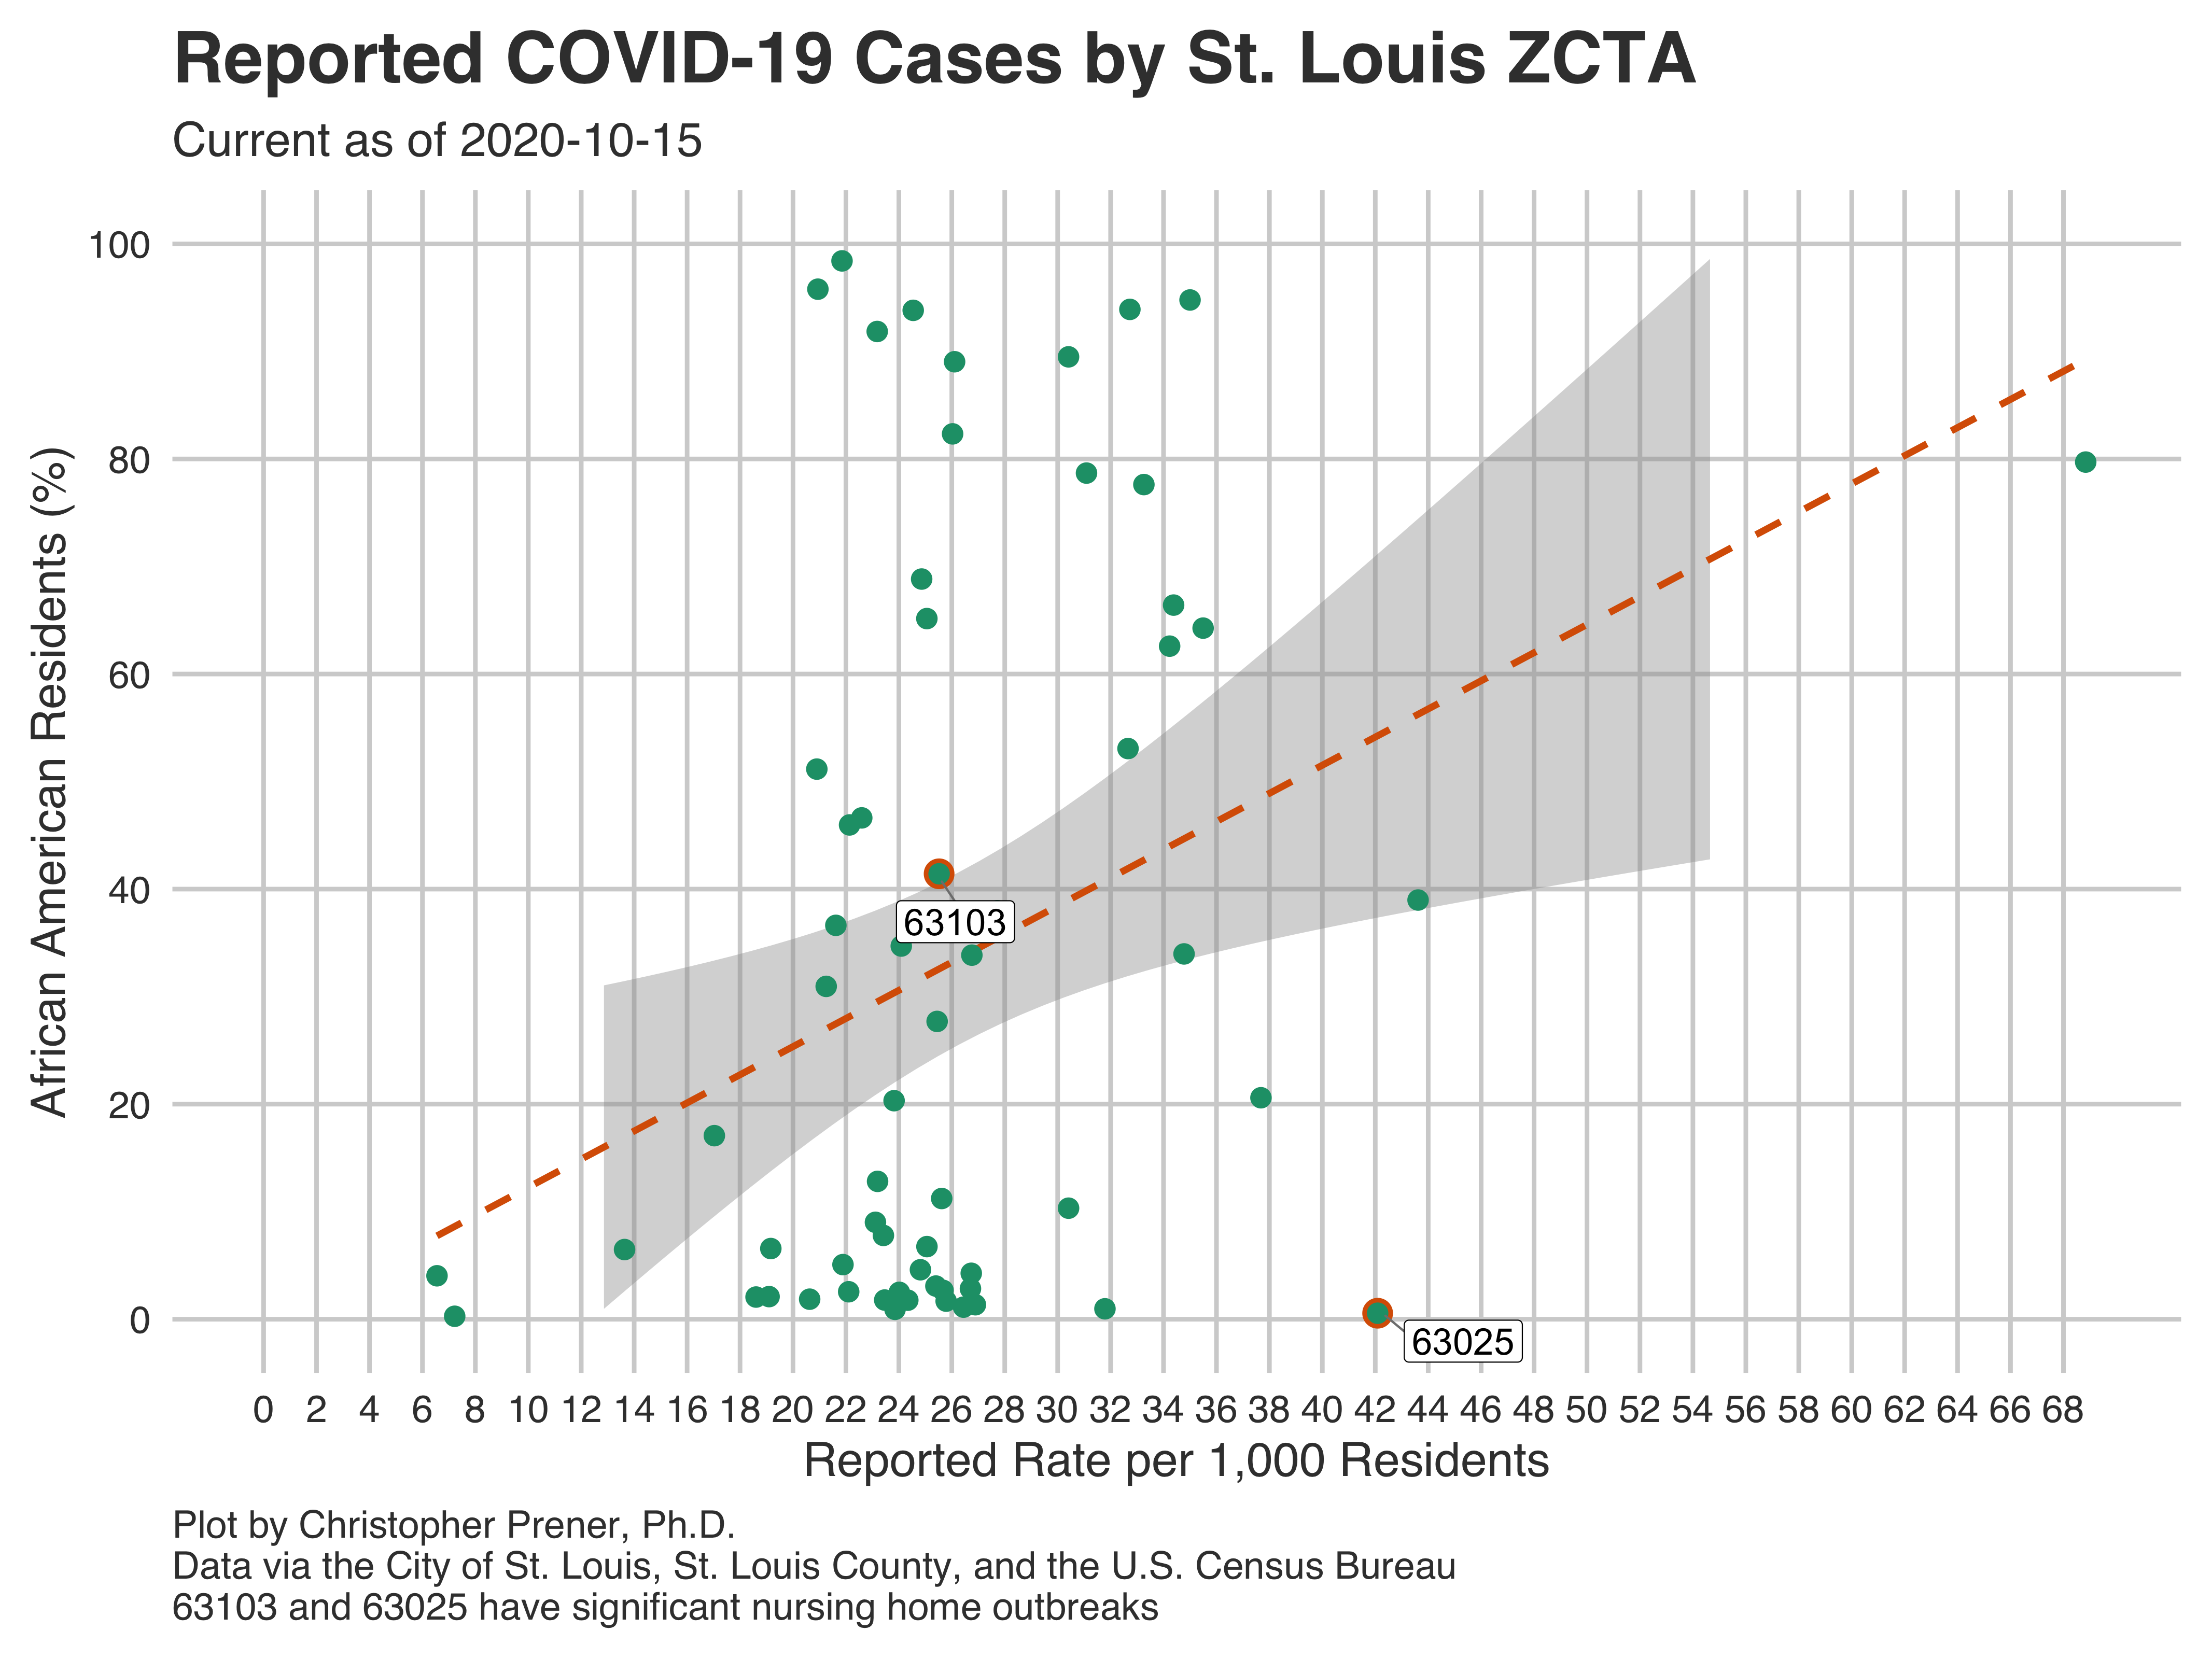 Reported COVID-19 Cases by St. Louis ZCTA
Current as of 2020-10-15
African American Residents (%)
100
80
60
40
20
0
63103
63025
0 2 4 6 8 10 12 14 16 18 20 22 24 26 28 30 32 34 36 38 40 42 44 46 48 50 52 54 56 58 60 62 64 66 68
Reported Rate per 1,000 Residents
Plot by Christopher Prener, Ph.D.
Data via the City of St. Louis, St. Louis County, and the U.S. Census Bureau
63103 and 63025 have significant nursing home outbreaks